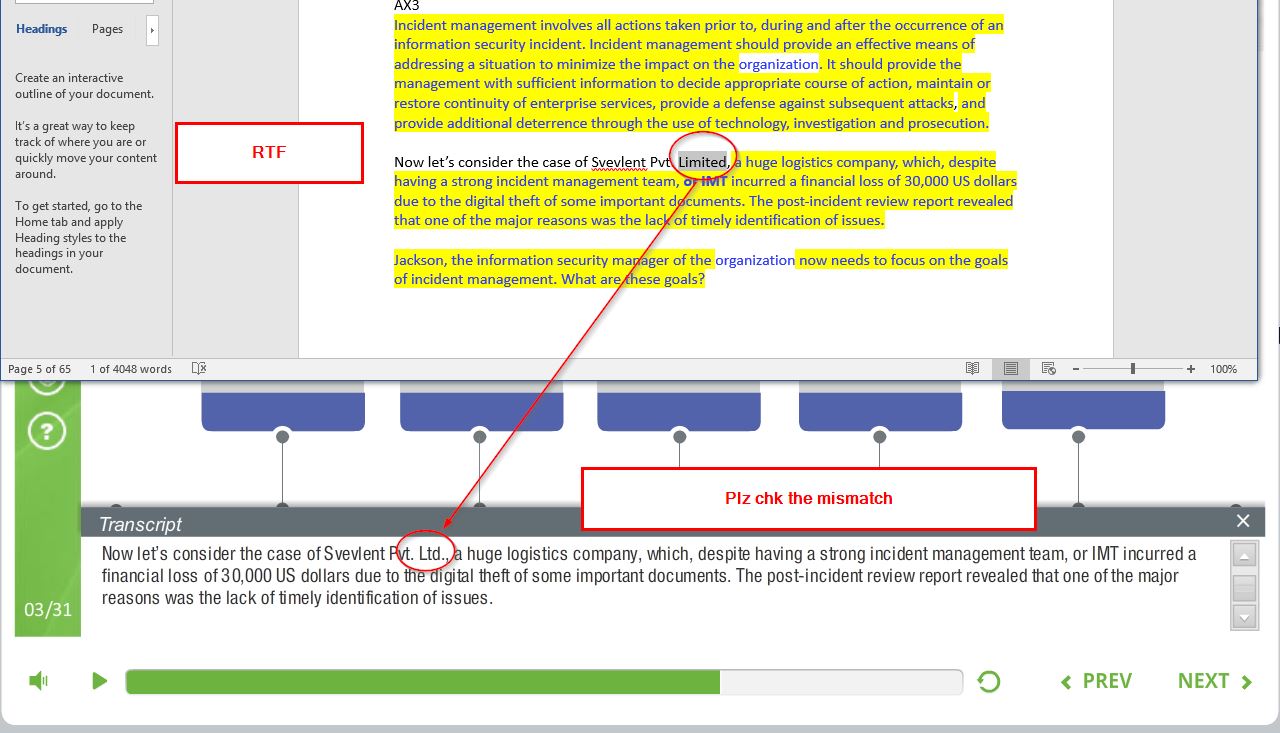 AX3
Headings Pages
Incident management involves all actions taken prior to, during and after the occurrence of an
information security incident. Incident management should provide an effective means of
addressing a situation to minimize the impact on the organization. It should provide the
management with sufficient information to decide appropriate course of action, maintain or
restore continuity of enterprise services, provide a defense against subsequent attacks, and
provide additional deterrence through the use of technology, investigation and prosecution.
Create an interactive
outline of your document.
It's a great way to keep
track of where you are or
quickly move your content
around.
To get started, go to the
Home tab and apply
Heading styles to the
headings in your
document.
RTF
Now let's consider the case of Svevlent Pvt. Limited, a huge logistics company, which, despite
having a strong incident management team, or IMT incurred a financial loss of 30,000 US dollars
due to the digital theft of some important documents. The post-incident review report revealed
that one of the major reasons was the lack of timely identification of issues.
Jackson, the information security manager of the organization now needs to focus on the goals
of incident management. What are these goals?
Page 5 of 65 1 of 4048 words
100%
?
Plz chk the mismatch
Transcript
Now let's consider the case of Svevlent Pvt. Ltd., a huge logistics company, which, despite having a strong incident management team, or IMT incurred a
financial loss of 30,000 US dollars due to the digital theft of some important documents. The post-incident review report revealed that one of the major
reasons was the lack of timely identification of issues.
03/31
PREV NEXT